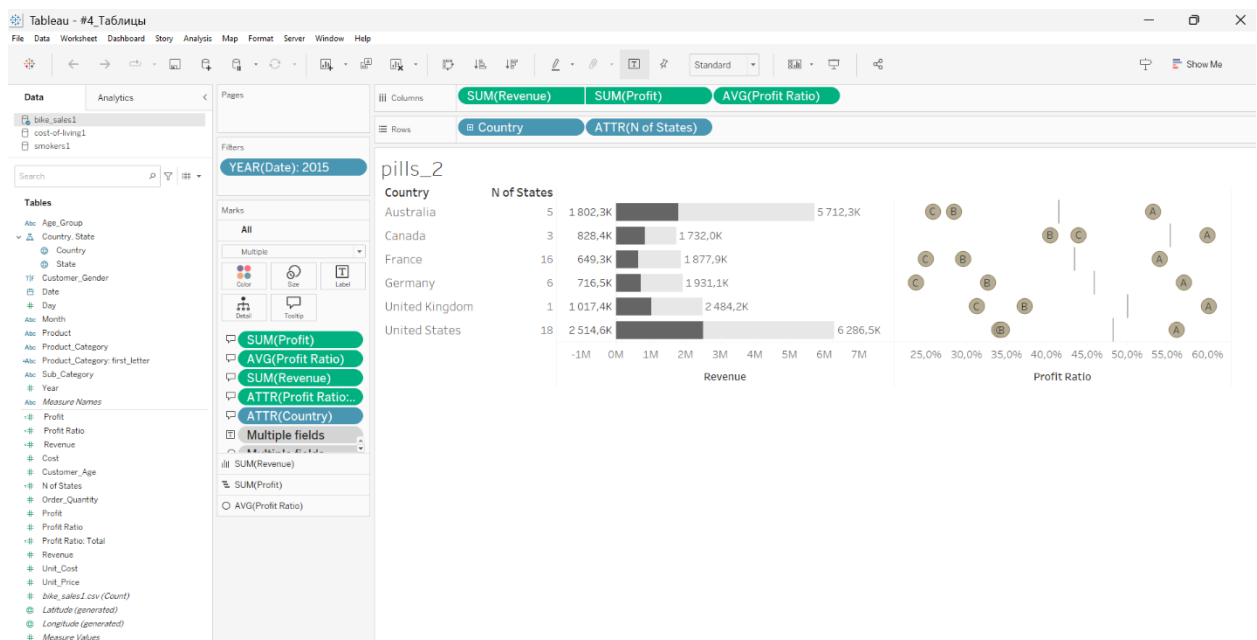 Tableau - #4_Таблицы
File Data Worksheet Dashboard Story Analysis Map Format Server Window Help
Standard
Show Me
Data Analytics
bike_sales1
cost-of-living1
smokers1
Search
Tables
Abc Age_Group
Country, State
Country
State
Customer_Gender
Date
# Day
Abc Month
Abc Product
Abc Product_Category
Abc Product_Category: first_letter
Abc Sub_Category
# Year
Abc Measure Names
# Profit
# Profit Ratio
# Revenue
# Cost
# Customer_Age
# N of States
# Order_Quantity
# Profit
# Profit Ratio
# Profit Ratio: Total
# Revenue
# Unit_Cost
# Unit_Price
# bike_sales1.csv (Count)
Latitude (generated)
Longitude (generated)
# Measure Values
Pages
Filters
YEAR(Date): 2015
Marks
All
Multiple
Color Size Label
Detail Tooltip
SUM(Profit)
AVG(Profit Ratio)
SUM(Revenue)
ATTR(Profit Ratio:..
ATTR(Country)
Multiple fields
Multiple fields
SUM(Revenue)
SUM(Profit)
AVG(Profit Ratio)
Columns SUM(Revenue) SUM(Profit) AVG(Profit Ratio)
Rows Country ATTR(N of States)
pills_2
Country N of States
Australia 5 1 802,3K 5 712,3K C B A
Canada 3 828,4K 1 732,0K B C A
France 16 649,3K 1 877,9K C B A
Germany 6 716,5K 1 931,1K C B A
United Kingdom 1 1 017,4K 2 484,2K C B A
United States 18 2 514,6K 6 286,5K B A
-1M 0M 1M 2M 3M 4M 5M 6M 7M 25,0% 30,0% 35,0% 40,0% 45,0% 50,0% 55,0% 60,0%
Revenue Profit Ratio